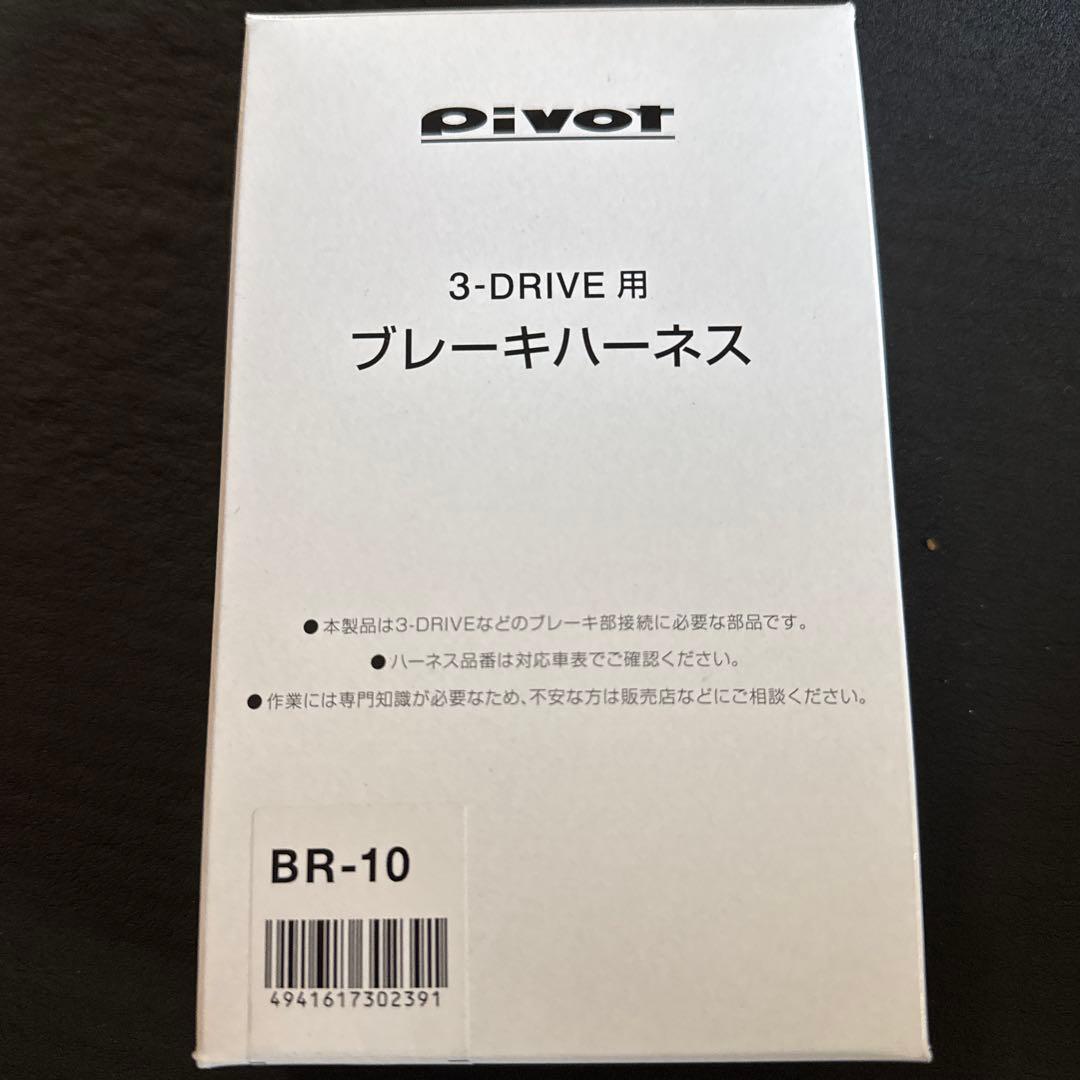 pivot
3-DRIVE 用
ブレーキハーネス
●本製品は3-DRIVEなどのブレーキ部接続に必要な部品です。
●ハーネス品番は対応車表でご確認ください。
●作業には専門知識が必要なため、不安な方は販売店などにご相談ください。
BR-10
4941617302391